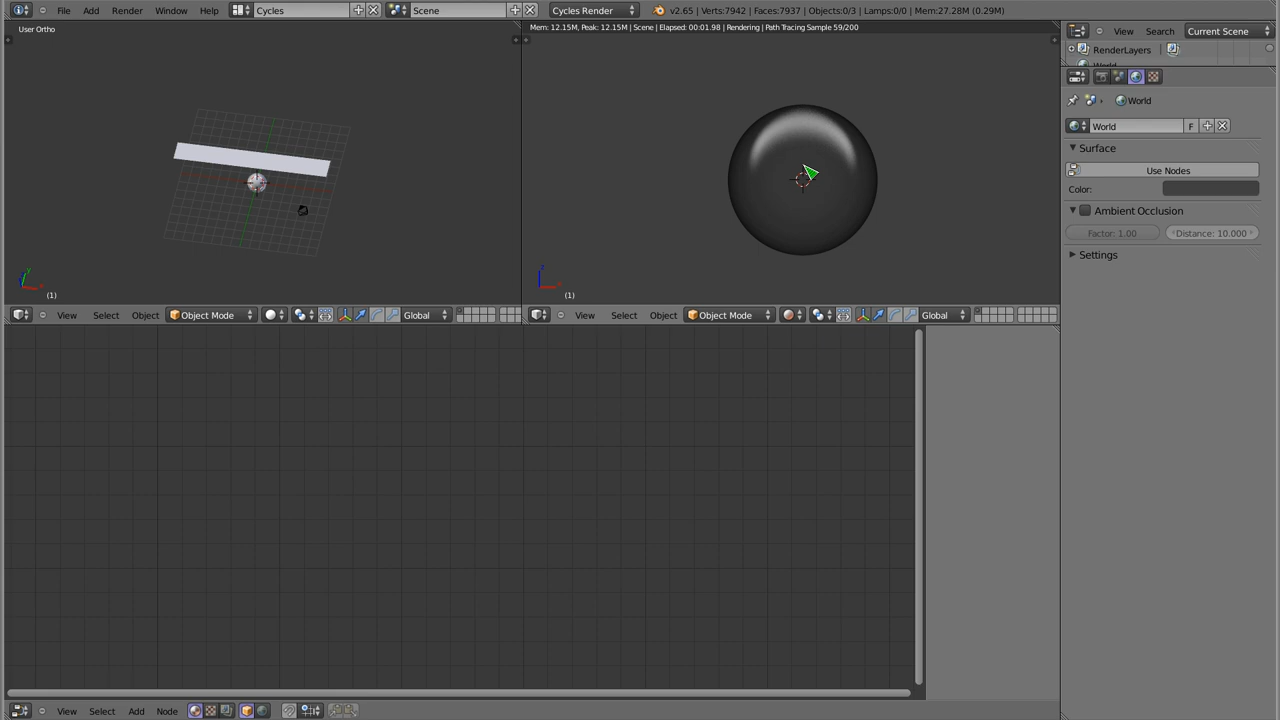 File Add Render Window Help Cycles Scene Cycles Render v2.65 | Verts:7942 | Faces:7937 | Objects:0/3 | Lamps:0/0 | Mem:27.28M (0.29M)
User Ortho
Mem: 12.15M, Peak: 12.15M | Scene | Elapsed: 00:01.98 | Rendering | Path Tracing Sample 59/200
View Search Current Scene
RenderLayers
World
World
World F
Surface
Use Nodes
Color:
Ambient Occlusion
Factor: 1.00 Distance: 10.000
Settings
y
x
(1)
z
x
(1)
View Select Object Object Mode Global
View Select Object Object Mode Global
View Select Add Node